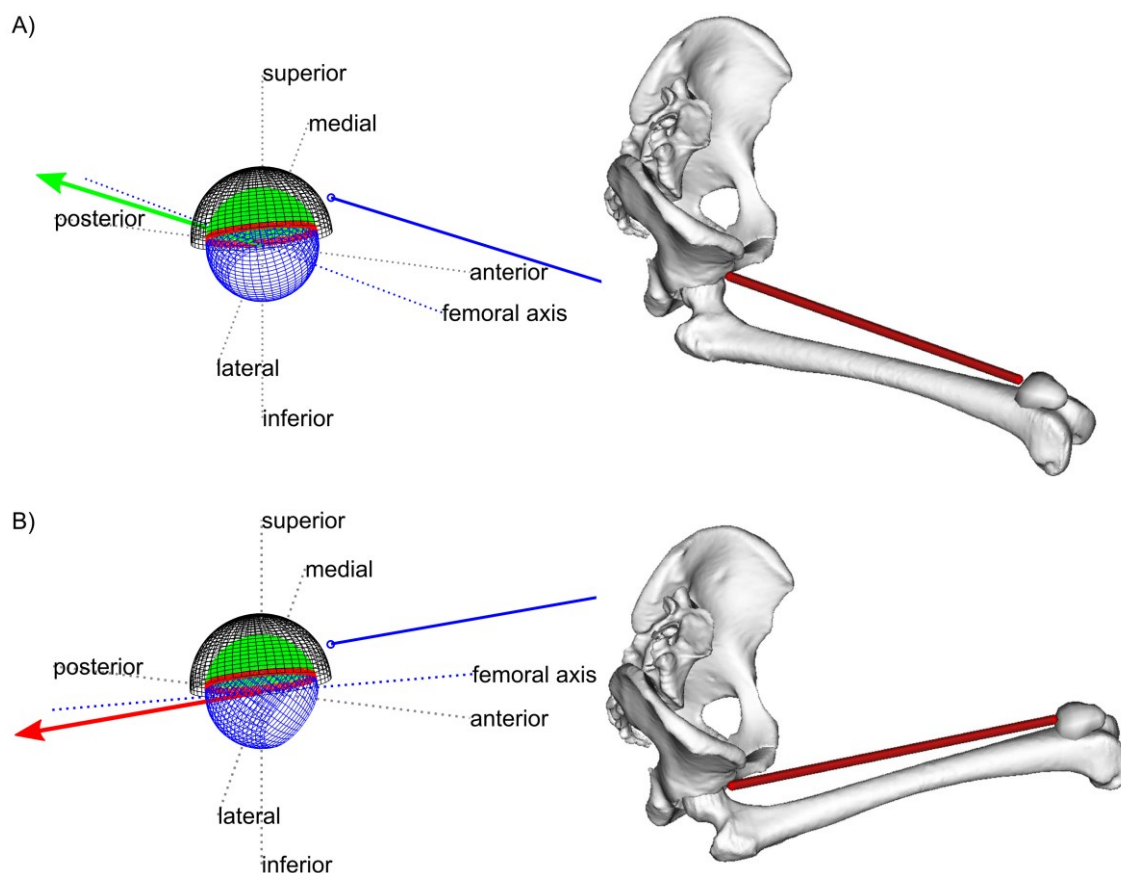 A)
superior
medial
posterior
anterior
femoral axis
lateral
inferior
B)
superior
medial
posterior
femoral axis
anterior
lateral
inferior